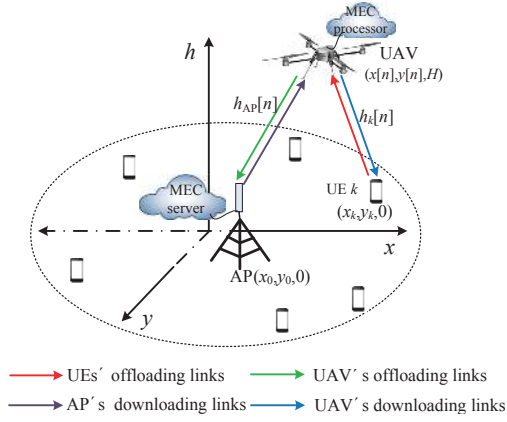 MEC
processor
UAV
(x[n],y[n],H)
h
h_AP[n]
h_k[n]
UE k
(x_k,y_k,0)
MEC
server
x
AP(x_0,y_0,0)
y
UEs´ offloading links
UAV´s offloading links
AP´s downloading links
UAV´s downloading links